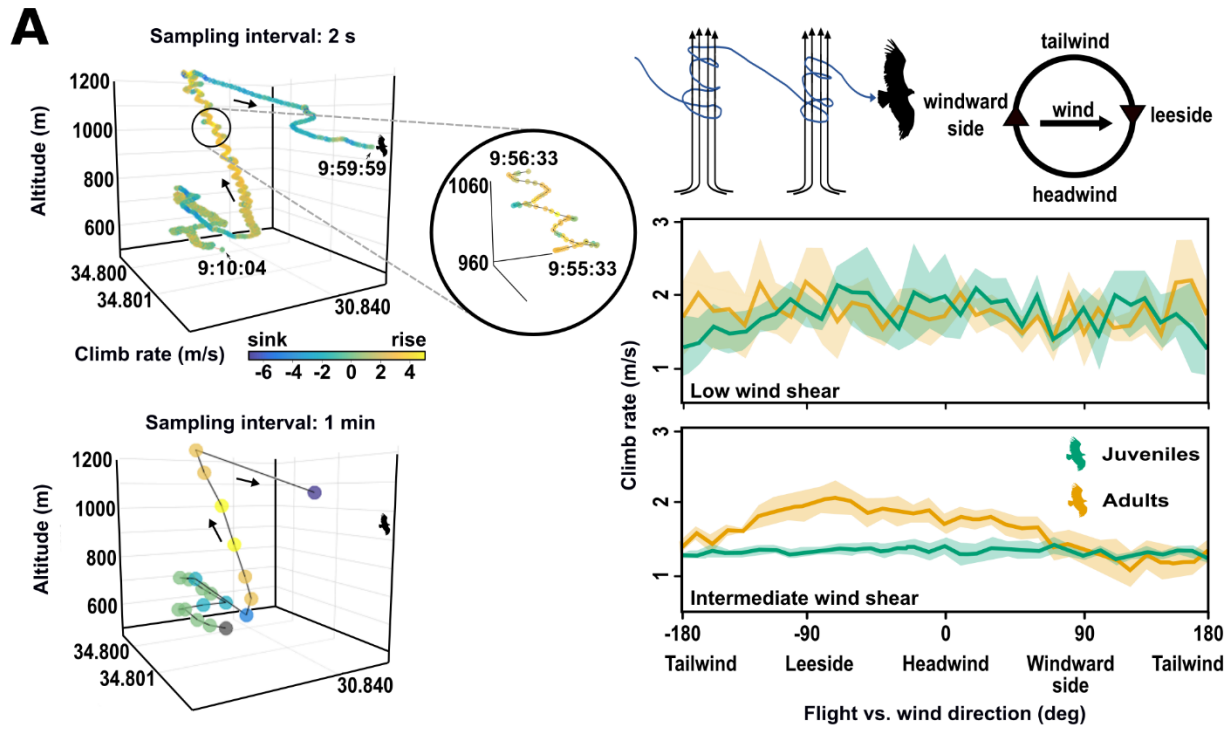 A
Sampling interval: 2 s
1200
1000
800
600
Altitude (m)
34.800
34.801
30.840
9:59:59
9:10:04
9:56:33
1060
960
9:55:33
Climb rate (m/s)
sink
rise
-6 -4 -2 0 2 4
Sampling interval: 1 min
1200
1000
800
600
Altitude (m)
34.800
34.801
30.840
tailwind
windward
side
wind
leeside
headwind
3
2
1
Low wind shear
Climb rate (m/s)
3
2
1
Juveniles
Adults
Intermediate wind shear
-180 -90 0 90 180
Tailwind Leeside Headwind Windward side Tailwind
Flight vs. wind direction (deg)